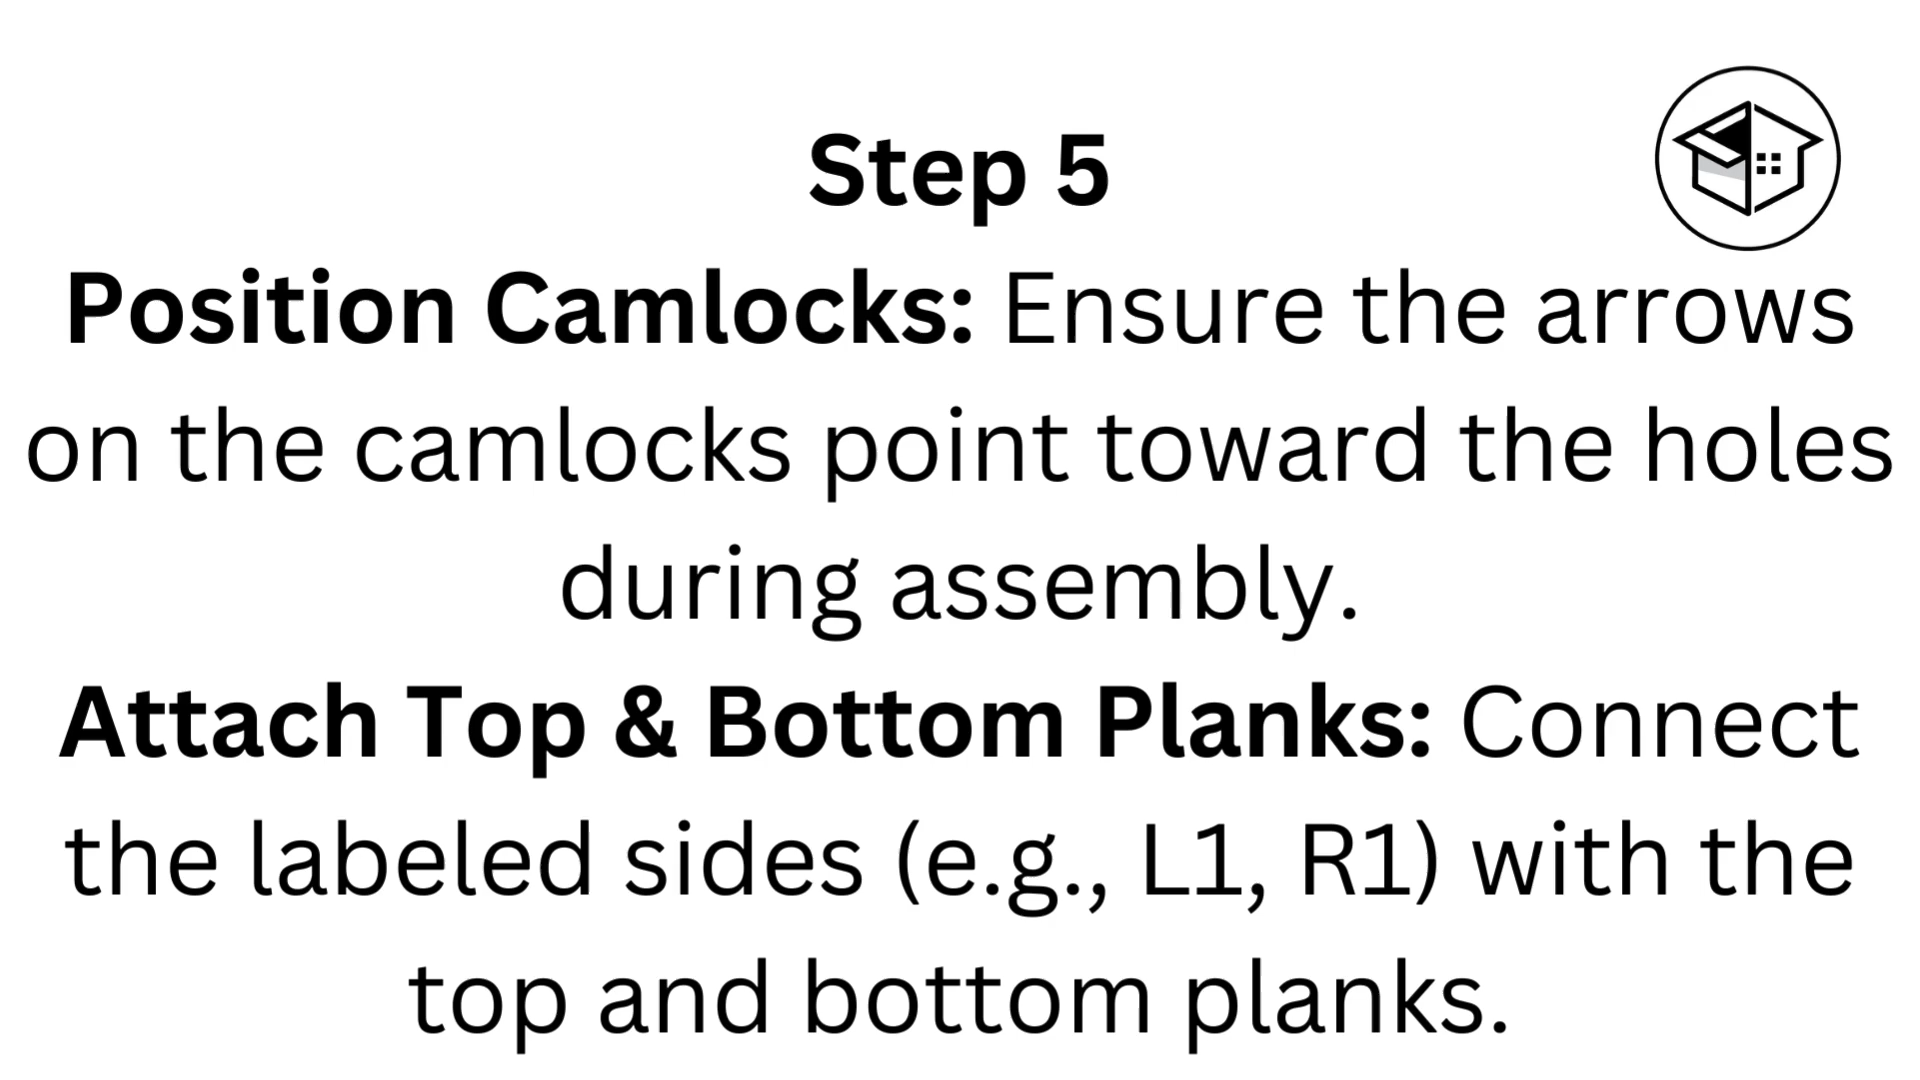 Step 5
Position Camlocks: Ensure the arrows
on the camlocks point toward the holes
during assembly.
Attach Top & Bottom Planks: Connect
the labeled sides (e.g., L1, R1) with the
top and bottom planks.